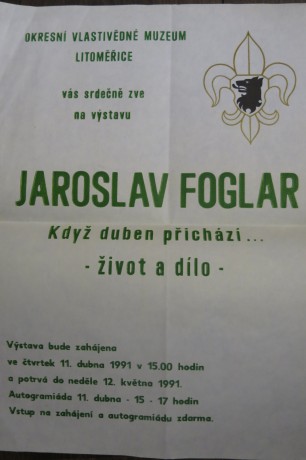 OKRESNÍ VLASTIVĚDNÉ MUZEUM
LITOMĚŘICE
vás srdečně zve
na výstavu
JAROSLAV FOGLAR
Když duben přichází...
- život a dílo -
Výstava bude zahájena
ve čtvrtek 11. dubna 1991 v 15.00 hodin
a potrvá do neděle 12. května 1991.
Autogramiáda 11. dubna - 15 - 17 hodin
Vstup na zahájení a autogramiádu zdarma.